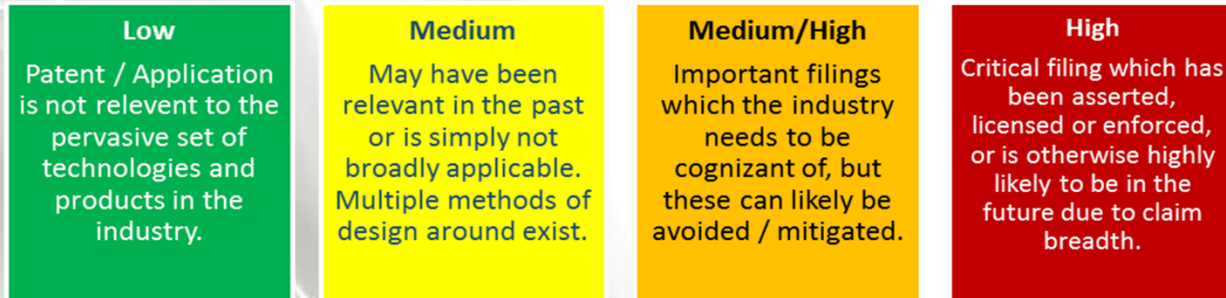 Low
Patent / Application
is not relevent to the
pervasive set of
technologies and
products in the
industry.
Medium
May have been
relevant in the past
or is simply not
broadly applicable.
Multiple methods of
design around exist.
Medium/High
Important filings
which the industry
needs to be
cognizant of, but
these can likely be
avoided / mitigated.
High
Critical filing which has
been asserted,
licensed or enforced,
or is otherwise highly
likely to be in the
future due to claim
breadth.